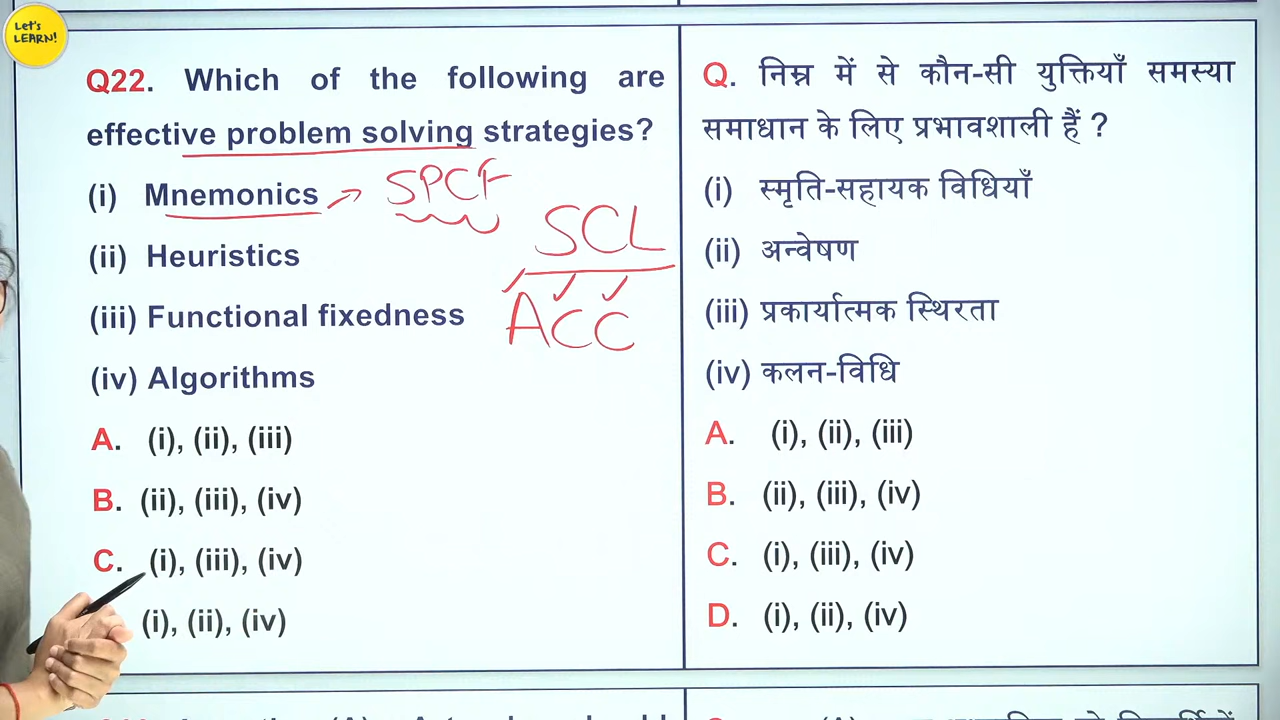 Let's
LEARN!
Q22. Which of the following are
effective problem solving strategies?
(i) Mnemonics → SPCF
SCL
(ii) Heuristics
ACC
(iii) Functional fixedness
(iv) Algorithms
A. (i), (ii), (iii)
B. (ii), (iii), (iv)
C. (i), (iii), (iv)
(i), (ii), (iv)
Q. निम्न में से कौन-सी युक्तियाँ समस्या
समाधान के लिए प्रभावशाली हैं ?
(i) स्मृति-सहायक विधियाँ
(ii) अन्वेषण
(iii) प्रकार्यात्मक स्थिरता
(iv) कलन-विधि
A. (i), (ii), (iii)
B. (ii), (iii), (iv)
C. (i), (iii), (iv)
D. (i), (ii), (iv)